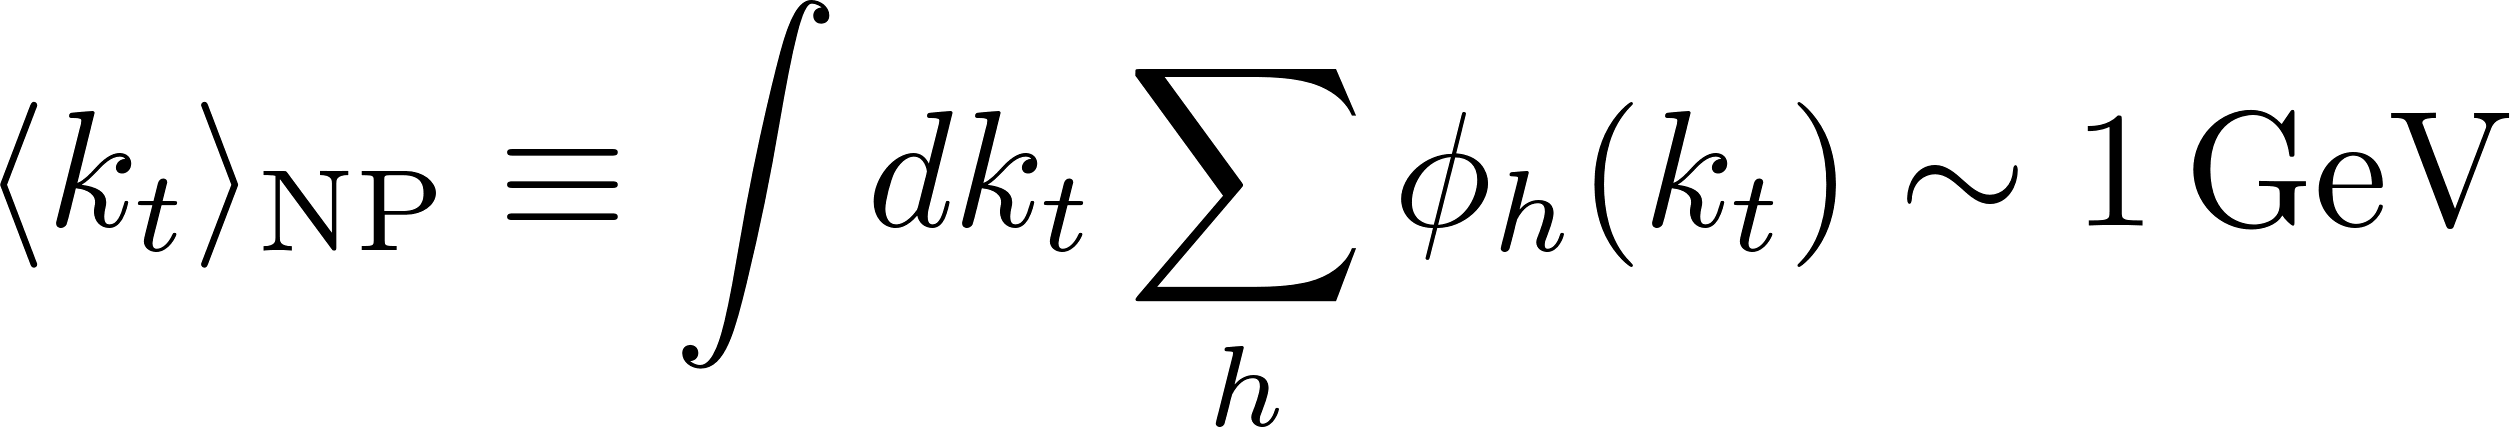 ⟨k_t⟩_NP ≡ ∫ dk_t ∑_h Φ_h(k_t) ∼ 1 GeV